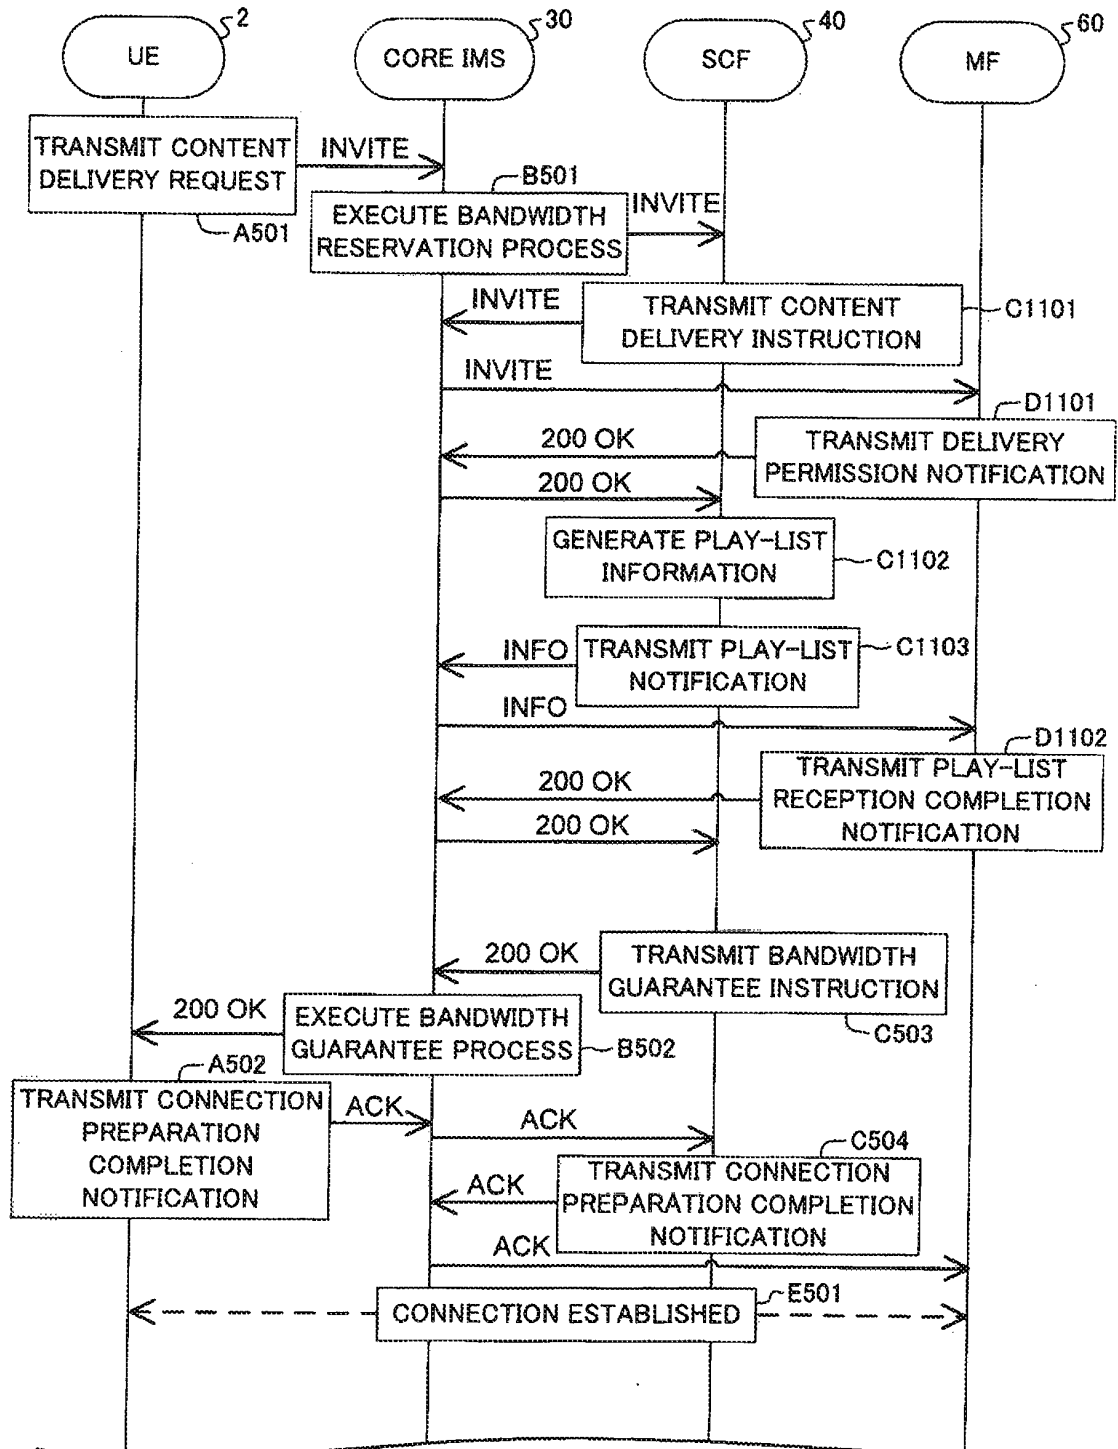 2
30
40
60
UE
CORE IMS
SCF
MF
TRANSMIT CONTENT
DELIVERY REQUEST
INVITE
A501
B501
EXECUTE BANDWIDTH
RESERVATION PROCESS
INVITE
INVITE
TRANSMIT CONTENT
DELIVERY INSTRUCTION
C1101
INVITE
D1101
200 OK
TRANSMIT DELIVERY
PERMISSION NOTIFICATION
200 OK
GENERATE PLAY-LIST
INFORMATION
C1102
INFO
TRANSMIT PLAY-LIST
NOTIFICATION
C1103
INFO
D1102
200 OK
TRANSMIT PLAY-LIST
RECEPTION COMPLETION
NOTIFICATION
200 OK
200 OK
TRANSMIT BANDWIDTH
GUARANTEE INSTRUCTION
C503
200 OK
EXECUTE BANDWIDTH
GUARANTEE PROCESS
B502
A502
TRANSMIT CONNECTION
PREPARATION
COMPLETION
NOTIFICATION
ACK
ACK
C504
ACK
TRANSMIT CONNECTION
PREPARATION COMPLETION
NOTIFICATION
ACK
E501
CONNECTION ESTABLISHED